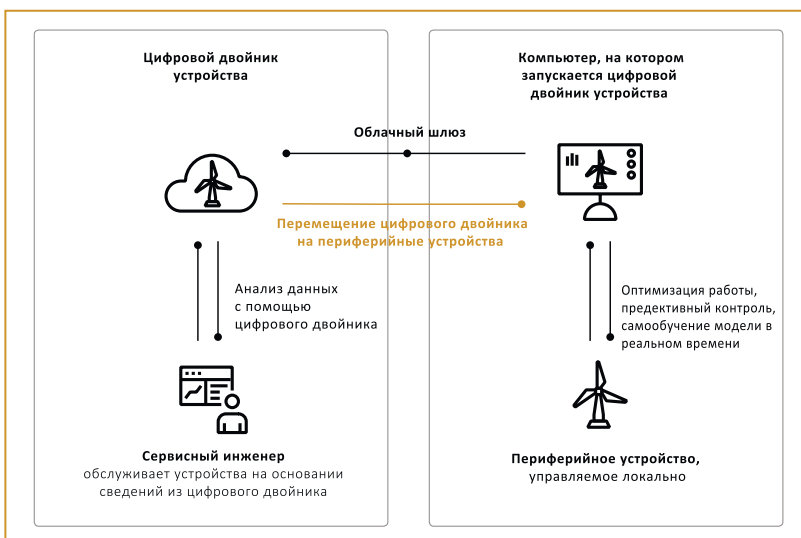 Цифровой двойник
устройства
Компьютер, на котором
запускается цифровой
двойник устройства
Облачный шлюз
Перемещение цифрового двойника
на периферийные устройства
Анализ данных
с помощью
цифрового двойника
Оптимизация работы,
предективный контроль,
самообучение модели в
реальном времени
Сервисный инженер
обслуживает устройства на основании
сведений из цифрового двойника
Периферийное устройство,
управляемое локально